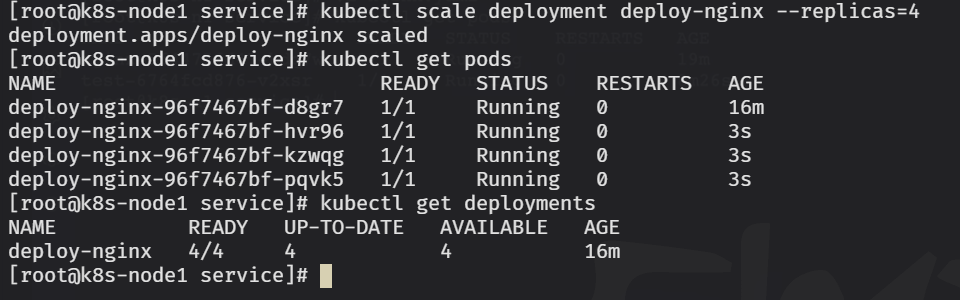 [root@k8s-node1 service]# kubectl scale deployment deploy-nginx --replicas=4
deployment.apps/deploy-nginx scaled
[root@k8s-node1 service]# kubectl get pods
NAME                           READY   STATUS    RESTARTS   AGE
deploy-nginx-96f7467bf-d8gr7   1/1     Running   0          16m
deploy-nginx-96f7467bf-hvr96   1/1     Running   0          3s
deploy-nginx-96f7467bf-kzwqg   1/1     Running   0          3s
deploy-nginx-96f7467bf-pqvk5   1/1     Running   0          3s
[root@k8s-node1 service]# kubectl get deployments
NAME           READY   UP-TO-DATE   AVAILABLE   AGE
deploy-nginx   4/4     4            4           16m
[root@k8s-node1 service]#